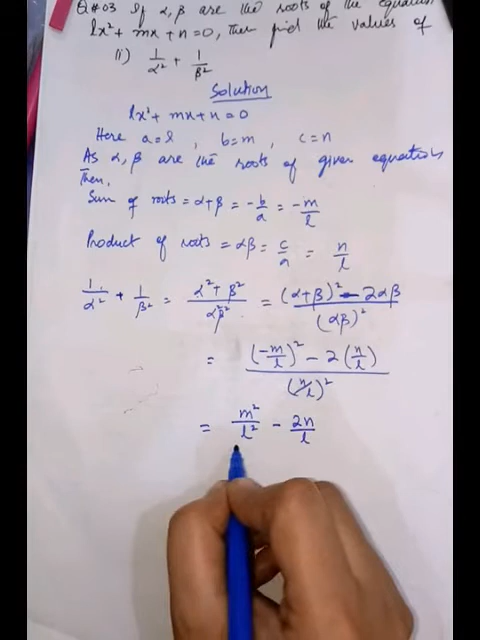 Q#03 If α, β are the roots of the equation
lx² + mx + n = 0, then find the values of
(i) 1/α² + 1/β²
Solution
lx² + mx + n = 0
Here a = l , b = m , c = n
As α, β are the roots of given equation
Then,
Sum of roots = α+β = -b/a = -m/l
Product of roots = αβ = c/a = n/l
1/α² + 1/β² = α² + β² / α²β² = (α+β)² - 2αβ / (αβ)²
= (-m/l)² - 2(n/l) / (n/l)²
= m²/l² - 2n/l